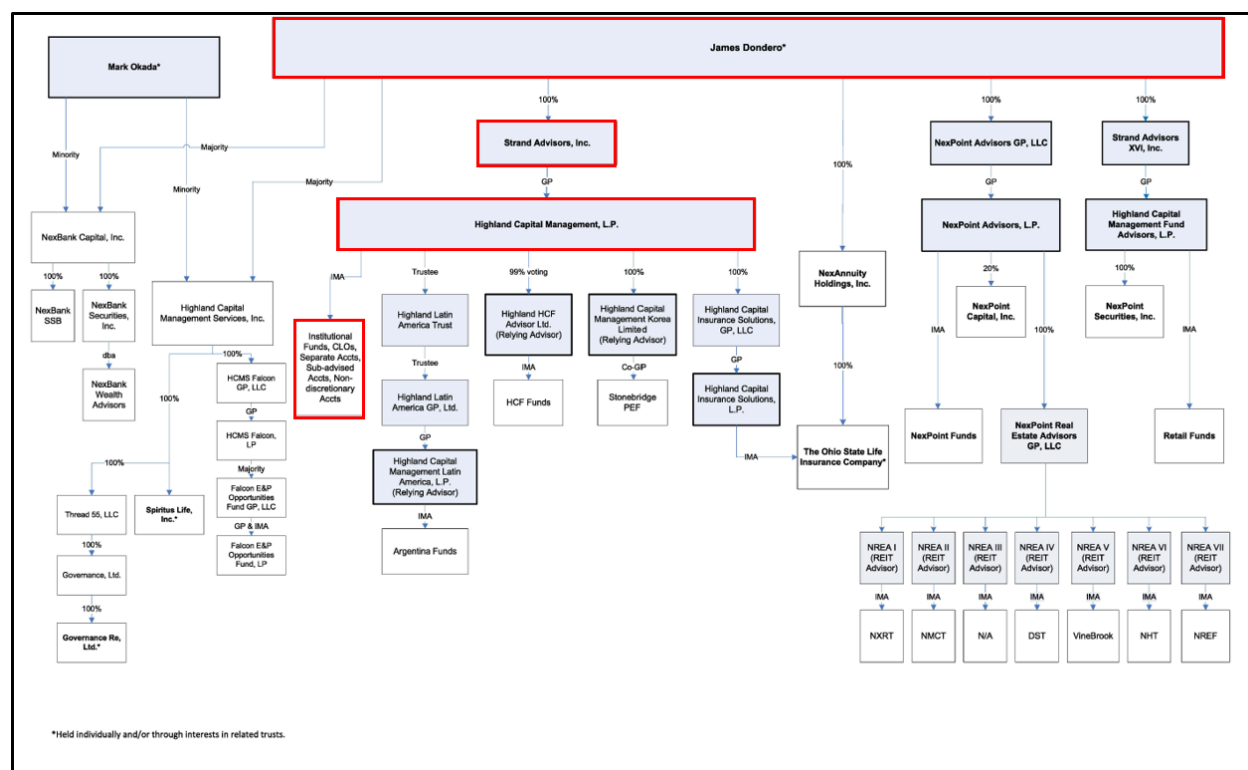 James Dondero*
Mark Okada*
100%
100%
100%
Strand Advisors, Inc.
NexPoint Advisors GP, LLC
Strand Advisors
XVI, Inc.
Minority
Majority
Minority
Majority
100%
GP
GP
GP
Highland Capital Management, L.P.
NexPoint Advisors, L.P.
Highland Capital
Management Fund
Advisors, L.P.
NexBank Capital, Inc.
100%
100%
IMA
Trustee
99% voting
100%
100%
NexAnnuity
Holdings, Inc.
20%
100%
NexBank
SSB
NexBank
Securities,
Inc.
Highland Capital
Management Services, Inc.
Institutional
Funds, CLOs,
Separate Accts,
Sub-advised
Accts, Non-
discretionary
Accts
Highland Latin
America Trust
Highland HCF
Advisor Ltd.
(Relying Advisor)
Highland Capital
Management Korea
Limited
(Relying Advisor)
Highland Capital
Insurance Solutions,
GP, LLC
NexPoint
Capital, Inc.
NexPoint
Securities, Inc.
IMA
100%
IMA
dba
100%
Trustee
IMA
Co-GP
GP
100%
NexBank
Wealth
Advisors
HCMS Falcon
GP, LLC
Highland Latin
America GP, Ltd.
HCF Funds
Stonebridge
PEF
Highland Capital
Insurance Solutions,
L.P.
100%
GP
GP
HCMS Falcon,
LP
NexPoint Funds
NexPoint Real
Estate Advisors
GP, LLC
Retail Funds
100%
Majority
Highland Capital
Management Latin
America, L.P.
(Relying Advisor)
IMA
The Ohio State Life
Insurance Company*
Thread 55, LLC
Spiritus Life,
Inc.*
Falcon E&P
Opportunities
Fund GP, LLC
IMA
GP & IMA
100%
Argentina Funds
Falcon E&P
Opportunities
Fund, LP
NREA I
(REIT
Advisor)
NREA II
(REIT
Advisor)
NREA III
(REIT
Advisor)
NREA IV
(REIT
Advisor)
NREA V
(REIT
Advisor)
NREA VI
(REIT
Advisor)
NREA VII
(REIT
Advisor)
Governance, Ltd.
IMA
IMA
IMA
IMA
IMA
IMA
IMA
100%
Governance Re,
Ltd.*
NXRT
NMCT
N/A
DST
VineBrook
NHT
NREF
*Held individually and/or through interests in related trusts.